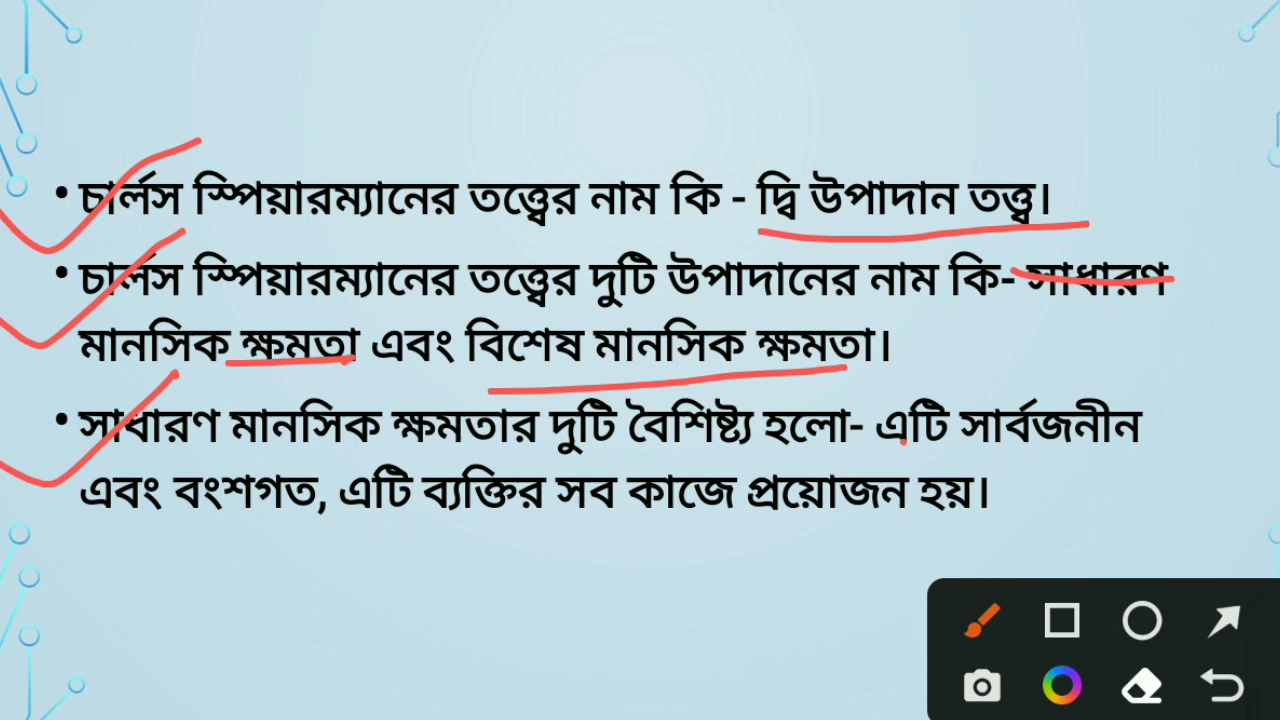 • চার্লস স্পিয়ারম্যানের তত্ত্বের নাম কি - দ্বি উপাদান তত্ত্ব।
• চার্লস স্পিয়ারম্যানের তত্ত্বের দুটি উপাদানের নাম কি- সাধারণ
মানসিক ক্ষমতা এবং বিশেষ মানসিক ক্ষমতা।
• সাধারণ মানসিক ক্ষমতার দুটি বৈশিষ্ট্য হলো- এটি সার্বজনীন
এবং বংশগত, এটি ব্যক্তির সব কাজে প্রয়োজন হয়।